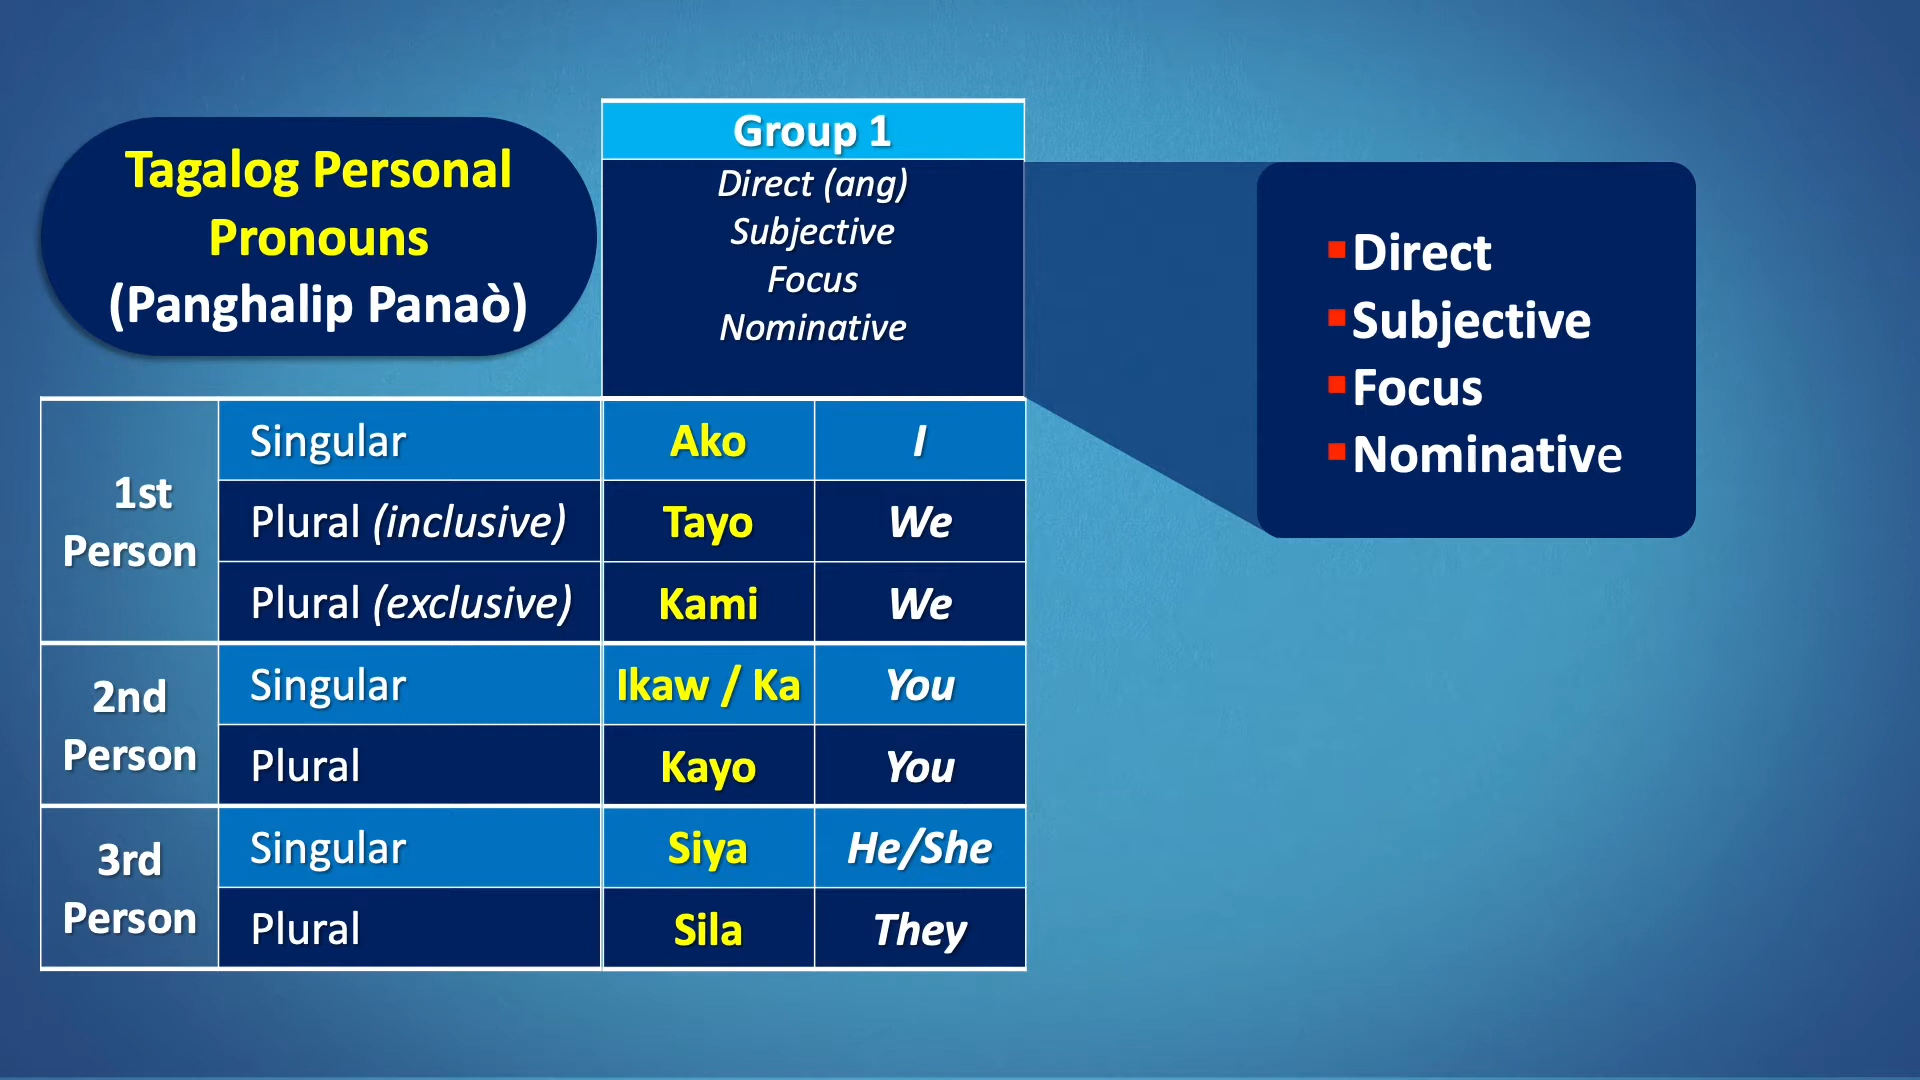 Tagalog Personal
Pronouns
(Panghalip Panaò)
Group 1
Direct (ang)
Subjective
Focus
Nominative
Direct
Subjective
Focus
Nominative
1st
Person
Singular Ako I
Plural (inclusive) Tayo We
Plural (exclusive) Kami We
2nd
Person
Singular Ikaw / Ka You
Plural Kayo You
3rd
Person
Singular Siya He/She
Plural Sila They